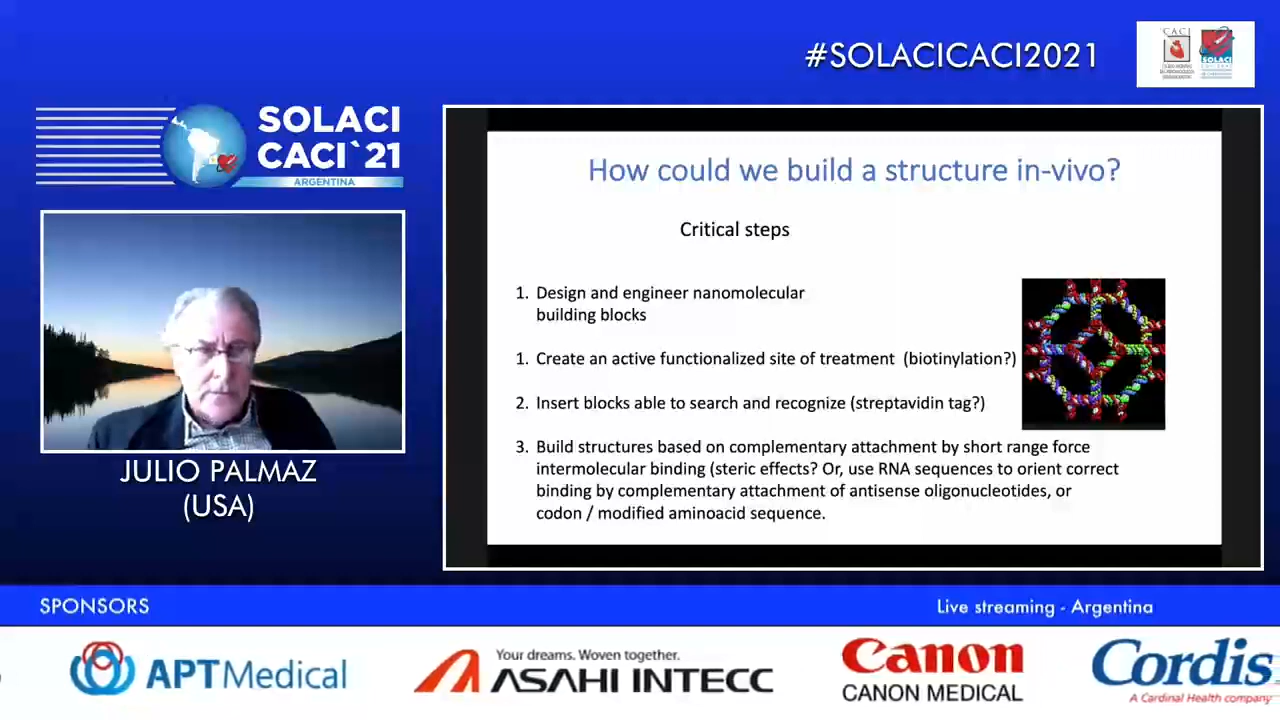 #SOLACICACI2021
CACI
SOLACI
SOLACI
CACI`21
ARGENTINA
JULIO PALMAZ
(USA)
How could we build a structure in-vivo?
Critical steps
1. Design and engineer nanomolecular
building blocks
1. Create an active functionalized site of treatment (biotinylation?)
2. Insert blocks able to search and recognize (streptavidin tag?)
3. Build structures based on complementary attachment by short range force
intermolecular binding (steric effects? Or, use RNA sequences to orient correct
binding by complementary attachment of antisense oligonucleotides, or
codon / modified aminoacid sequence.
SPONSORS
Live streaming - Argentina
APT Medical
Your dreams. Woven together.
ASAHI INTECC
Canon
CANON MEDICAL
Cordis
A Cardinal Health company